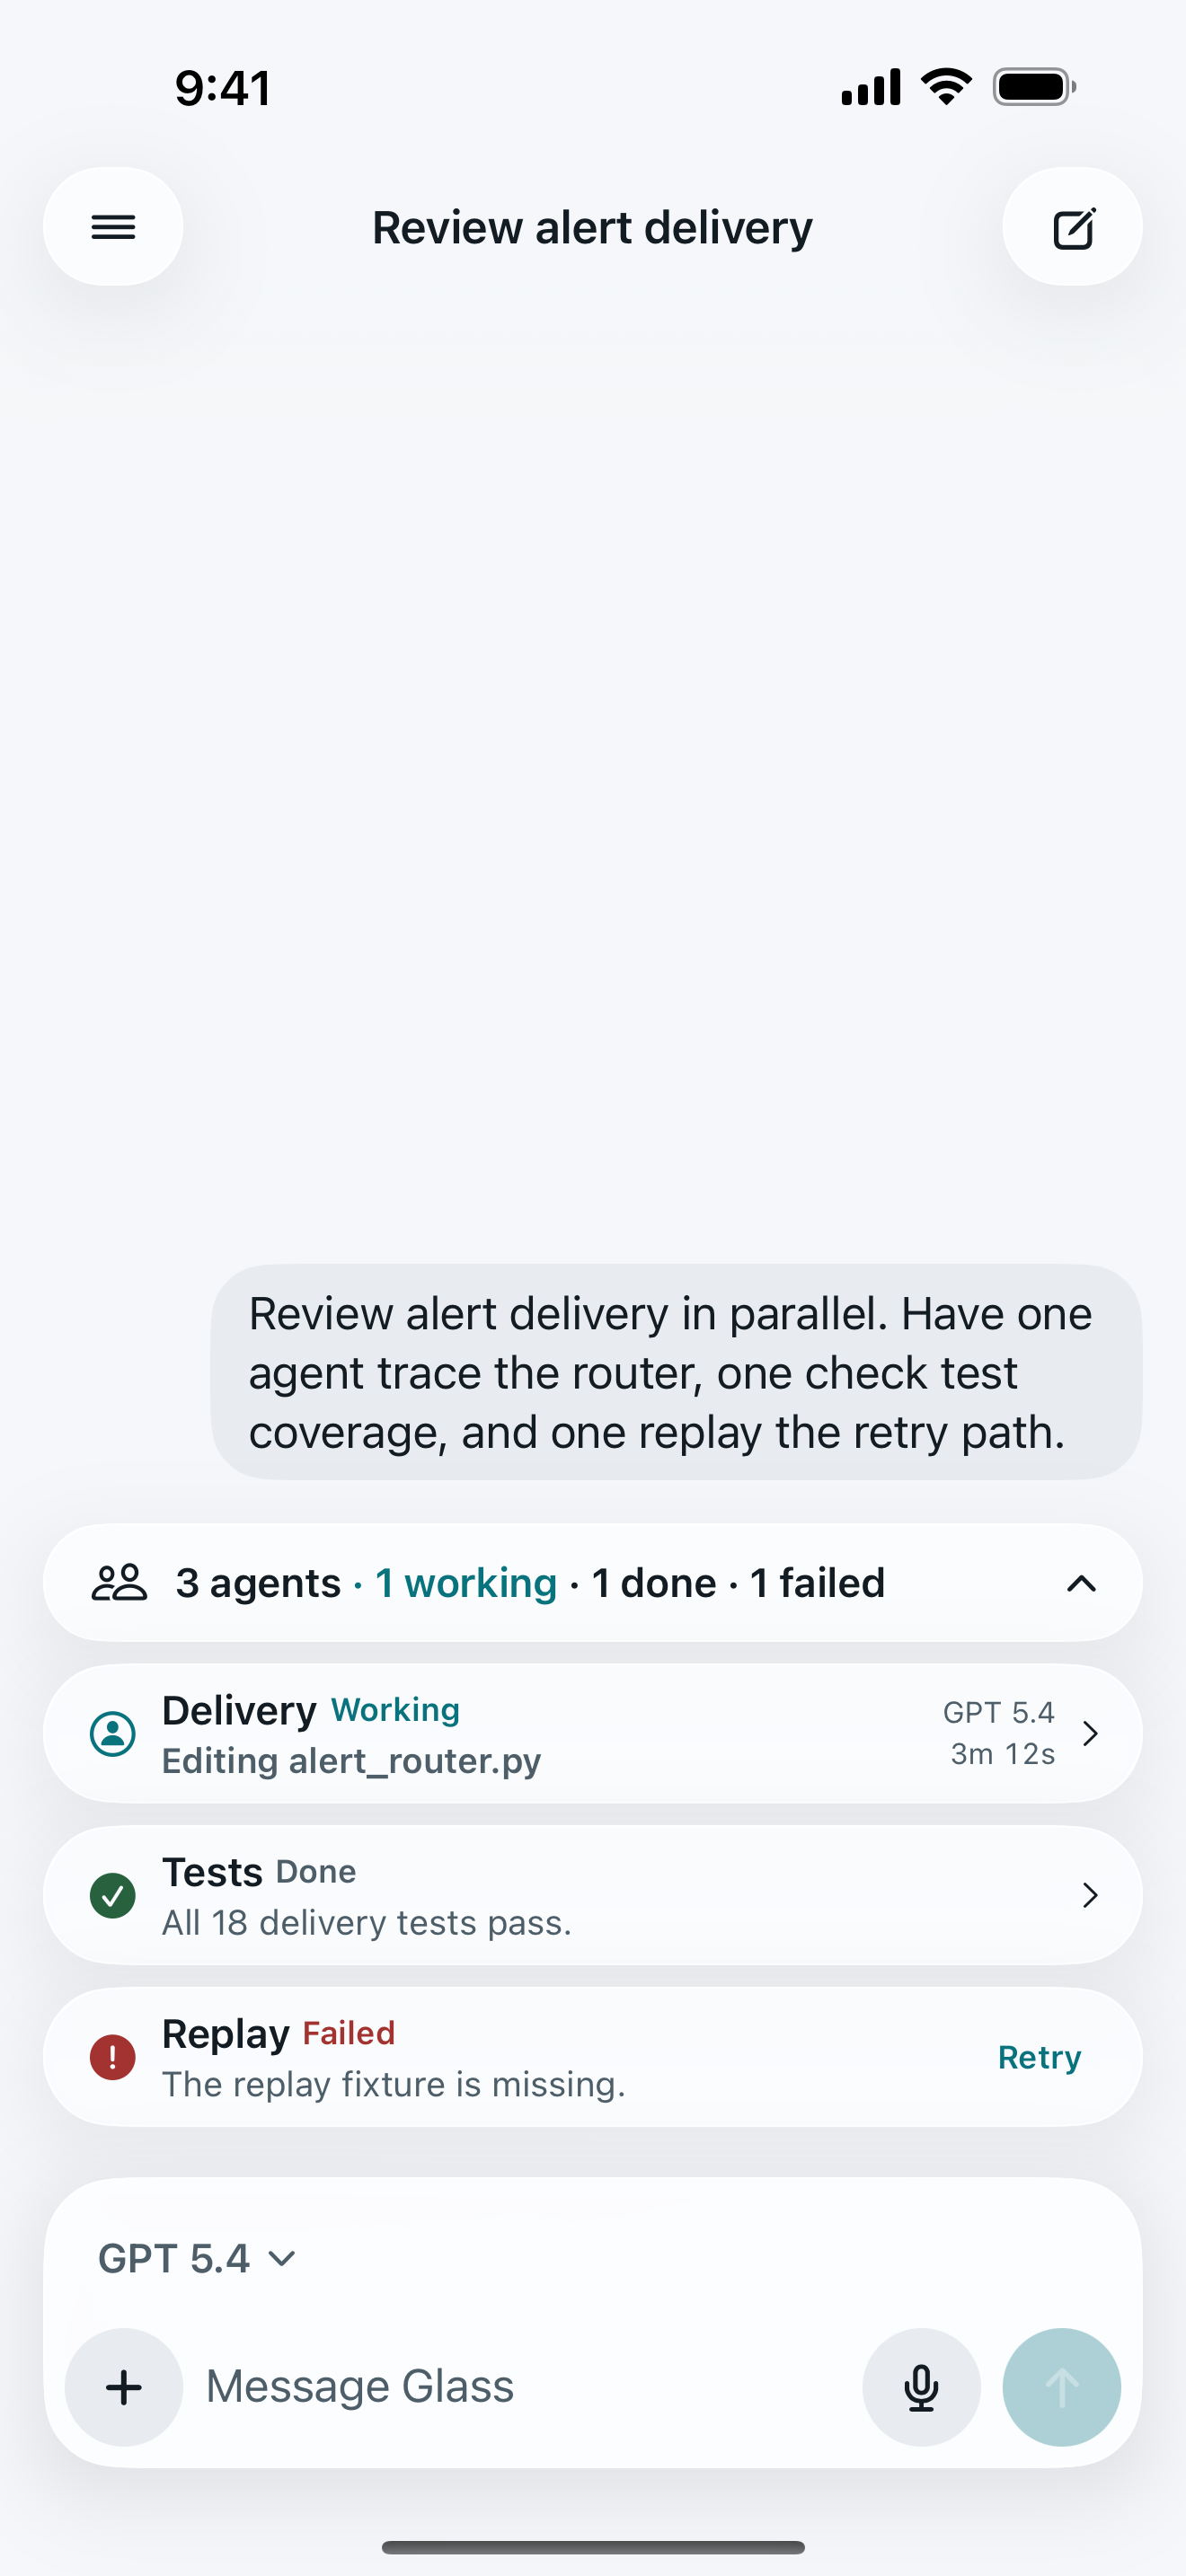 9:41
Review alert delivery
Review alert delivery in parallel. Have one
agent trace the router, one check test
coverage, and one replay the retry path.
3 agents · 1 working · 1 done · 1 failed
Delivery Working
GPT 5.4
Editing alert_router.py
3m 12s
Tests Done
All 18 delivery tests pass.
Replay Failed
The replay fixture is missing.
Retry
GPT 5.4
Message Glass